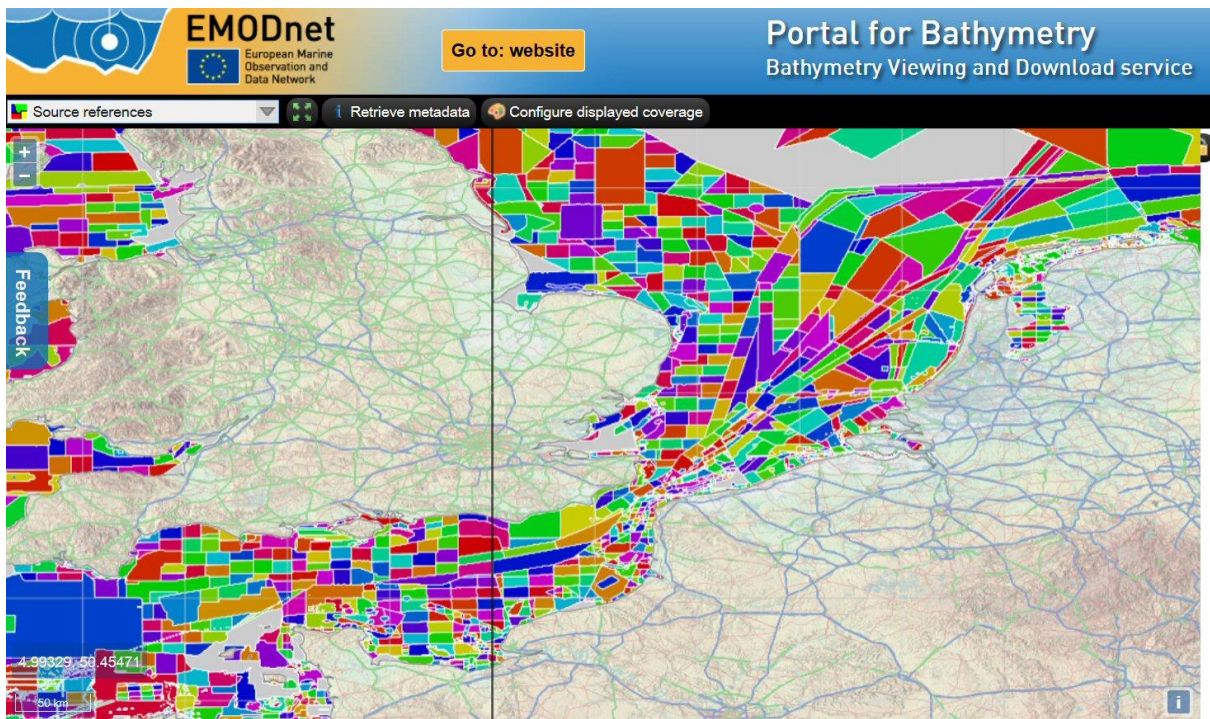 EMODnet
European Marine
Observation and
Data Network
Go to: website
Portal for Bathymetry
Bathymetry Viewing and Download service
Source references
i Retrieve metadata
Configure displayed coverage
+
−
Feedback
4.99329, 50.45471
50 km
i